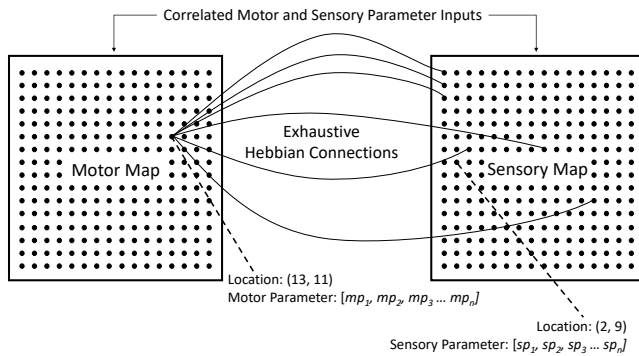 Correlated Motor and Sensory Parameter Inputs
Exhaustive
Hebbian Connections
Motor Map
Sensory Map
Location: (13, 11)
Motor Parameter: [mp₁, mp₂, mp₃ ... mpₙ]
Location: (2, 9)
Sensory Parameter: [sp₁, sp₂, sp₃ ... spₙ]